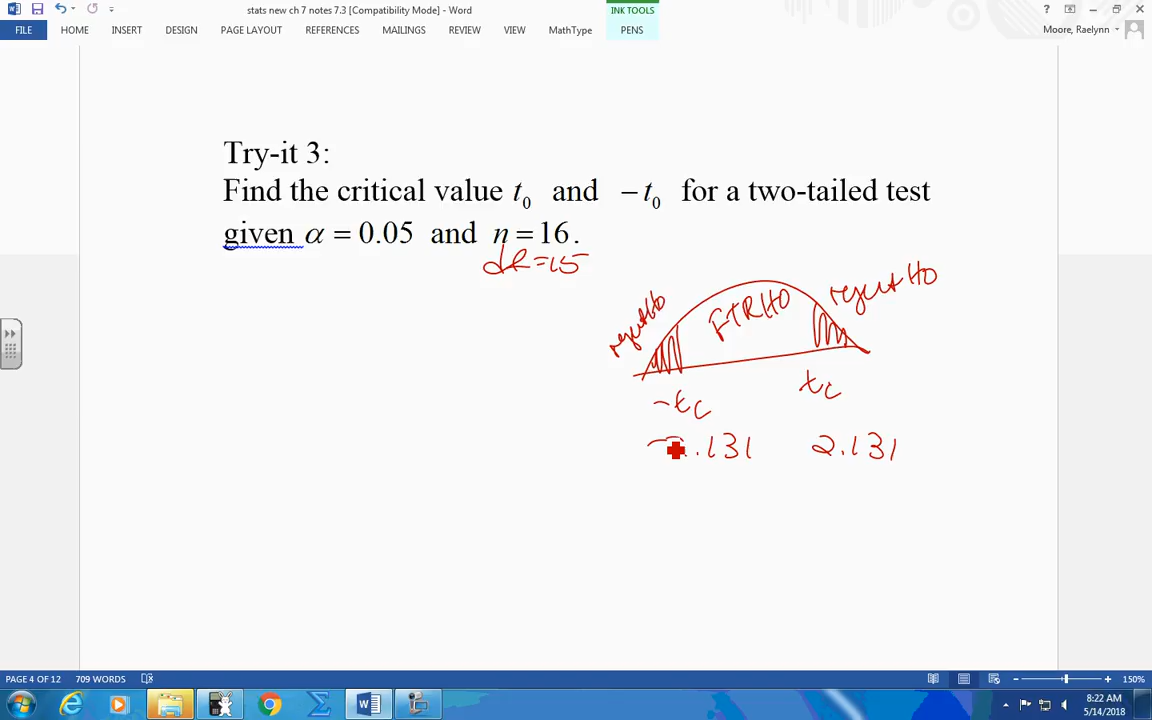 stats new ch 7 notes 7.3 [Compatibility Mode] - Word
INK TOOLS
FILE HOME INSERT DESIGN PAGE LAYOUT REFERENCES MAILINGS REVIEW VIEW MathType PENS
Moore, Raelynn
Try-it 3:
Find the critical value t₀ and −t₀ for a two-tailed test
given α = 0.05 and n = 16.
df=15
reject H0
FTRH0
reject H0
-tc tc
.131 2.131
PAGE 4 OF 12 709 WORDS
150%
8:22 AM
5/14/2018